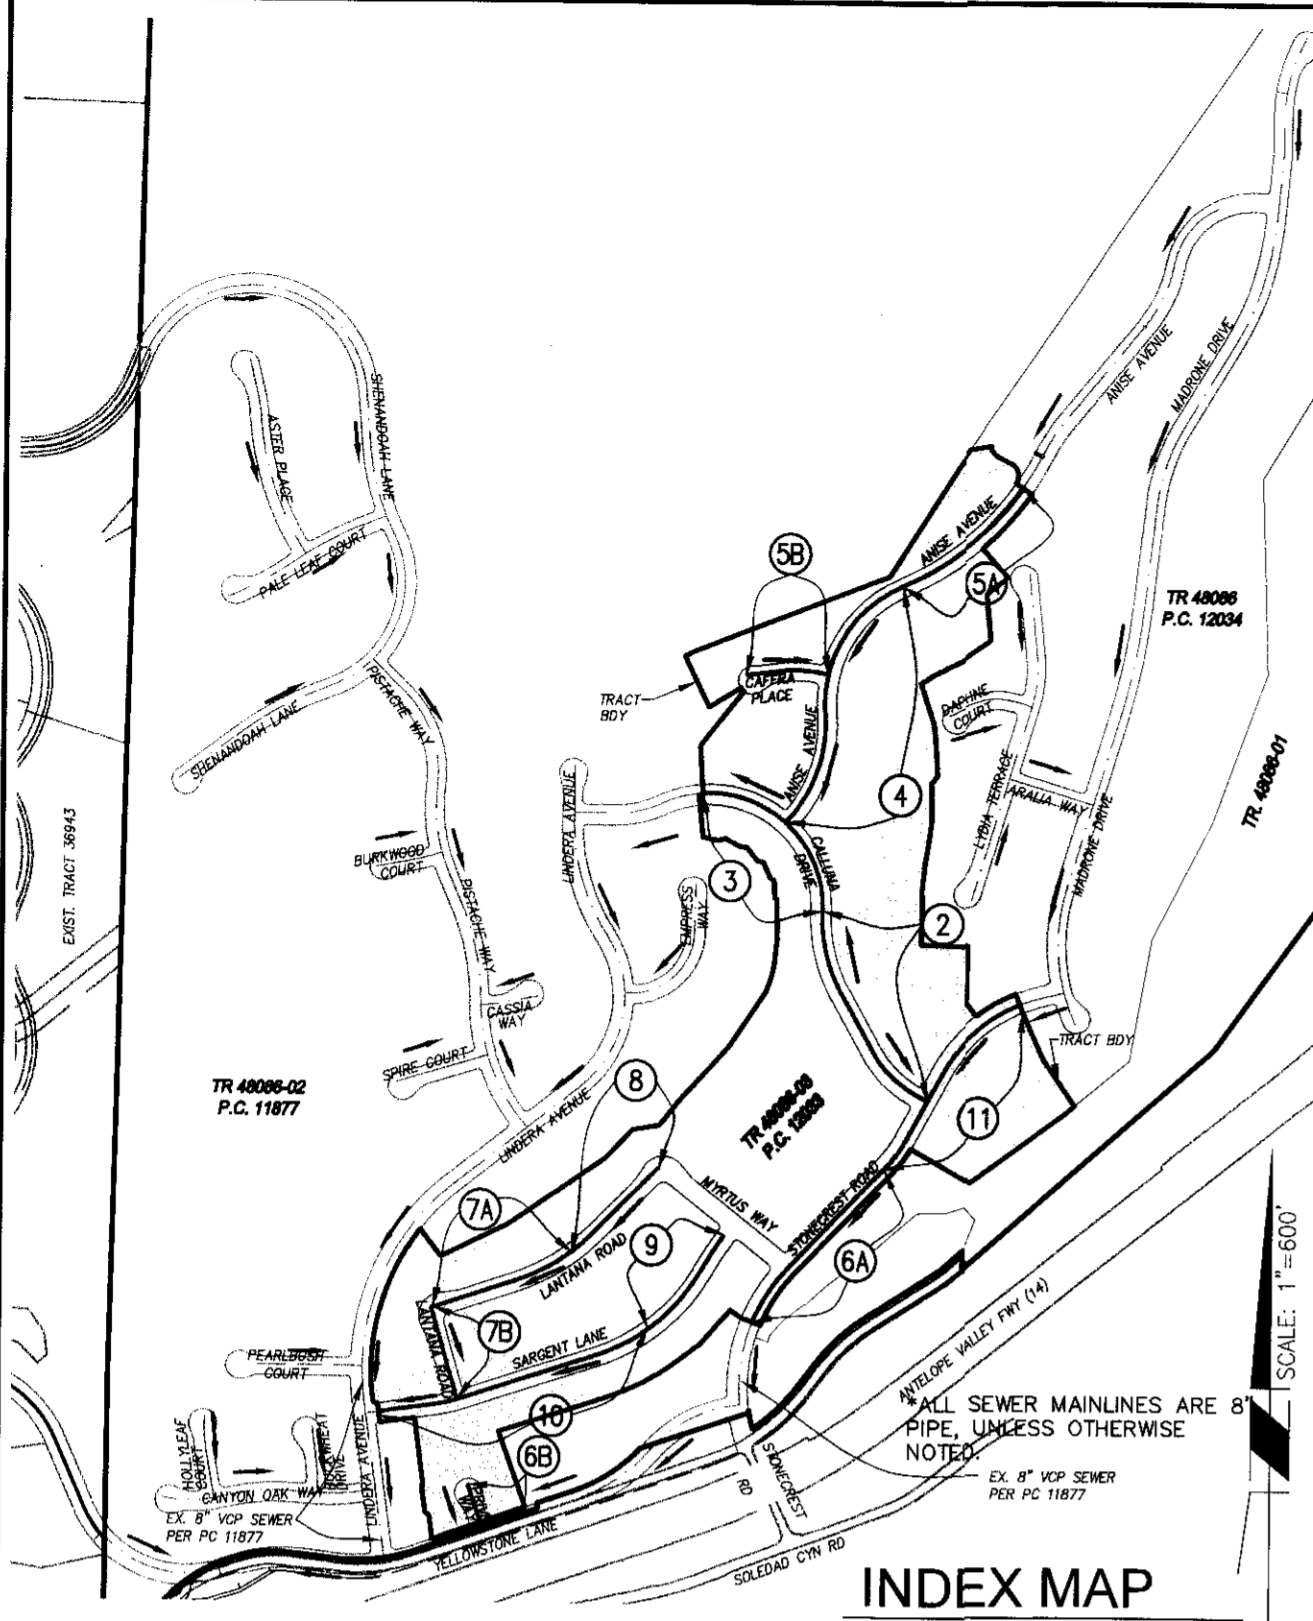 SHENANDOAH LANE
ASTER PLACE
PALE LEAF COURT
SHENANDOAH LANE
PISTACHE WAY
EXIST. TRACT 36943
BURKWOOD
COURT
PISTACHE WAY
CASSIA
WAY
SPIRE COURT
TR 48086-02
P.C. 11877
LINDERA AVENUE
EMPRESS
WAY
LINDERA AVENUE
ANISE AVENUE
MADRONE DRIVE
ANISE AVENUE
5B
5A
TR 48086
P.C. 12034
TRACT
BDY
CAFERA
PLACE
ANISE AVENUE
DAPHNE
COURT
LYDIA TERRACE
ARALIA WAY
MADRONE DRIVE
TR. 48086-01
4
3
CALLUNA
DRIVE
2
TRACT BDY
8
TR 48086-03
P.C. 12033
11
7A
MYRTUS WAY
STONECREST ROAD
LANTANA ROAD
9
6A
LANTANA ROAD
7B
SARGENT LANE
PEARLBUSH
COURT
10
6B
HOLLYLEAF
COURT
DRIVE
CANYON OAK WAY
LINDERA AVENUE
WAY
EX. 8" VCP SEWER
PER PC 11877
YELLOWSTONE LANE
ANTELOPE VALLEY FWY (14)
*ALL SEWER MAINLINES ARE 8"
PIPE, UNLESS OTHERWISE
NOTED.
EX. 8" VCP SEWER
PER PC 11877
STONECREST
RD
SOLEDAD CYN RD
SCALE: 1"=600'
INDEX MAP